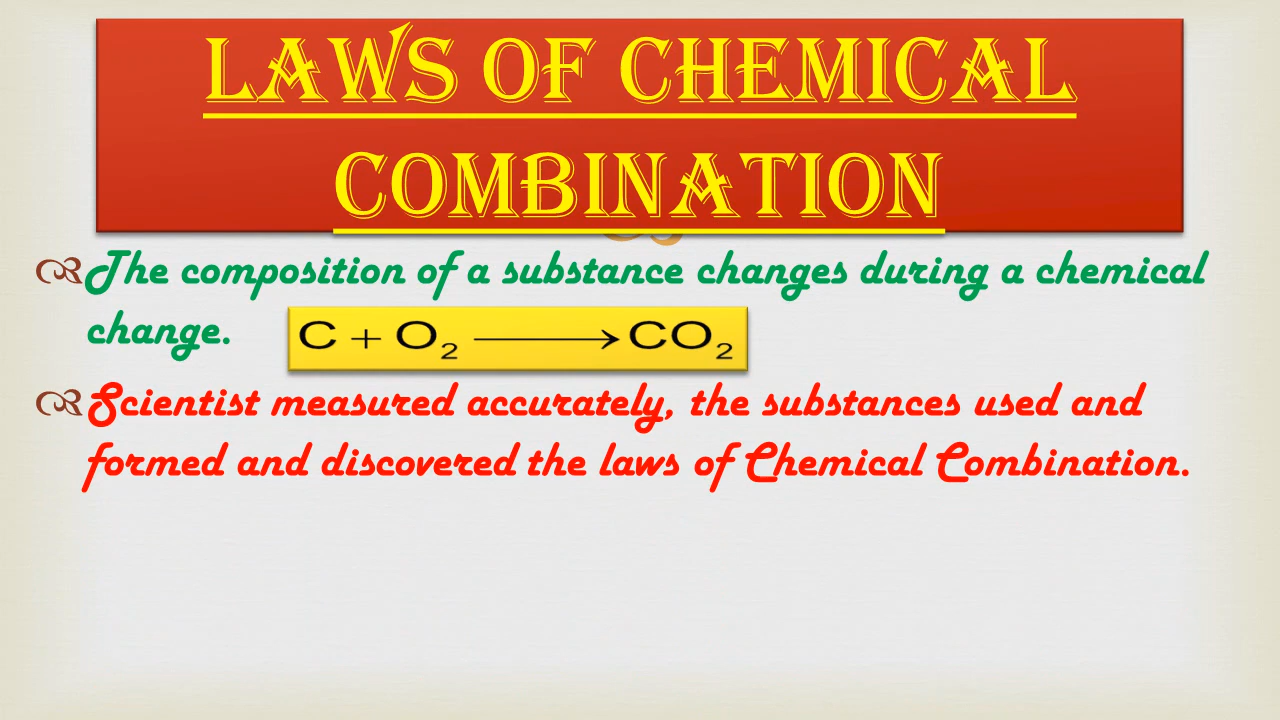 LAWS OF CHEMICAL
COMBINATION
The composition of a substance changes during a chemical
change.
C + O₂ ⟶ CO₂
Scientist measured accurately, the substances used and
formed and discovered the laws of Chemical Combination.